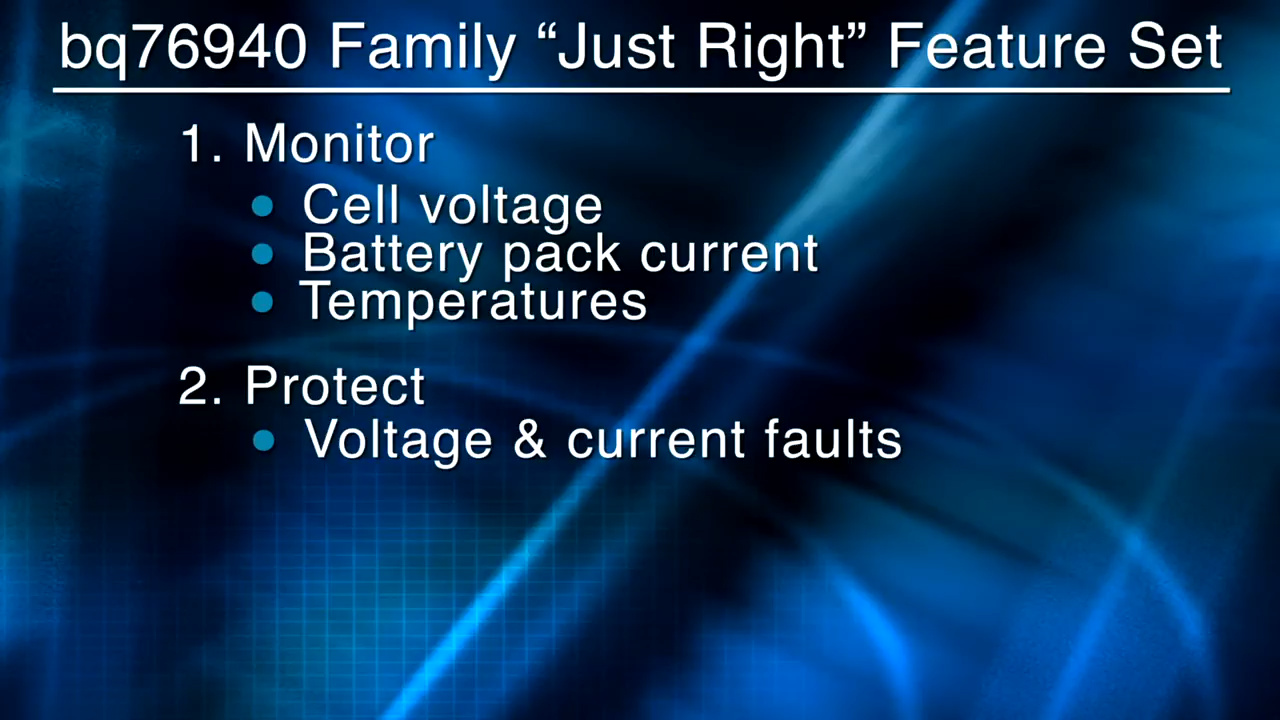 bq76940 Family “Just Right” Feature Set
1. Monitor
• Cell voltage
• Battery pack current
• Temperatures
2. Protect
• Voltage & current faults